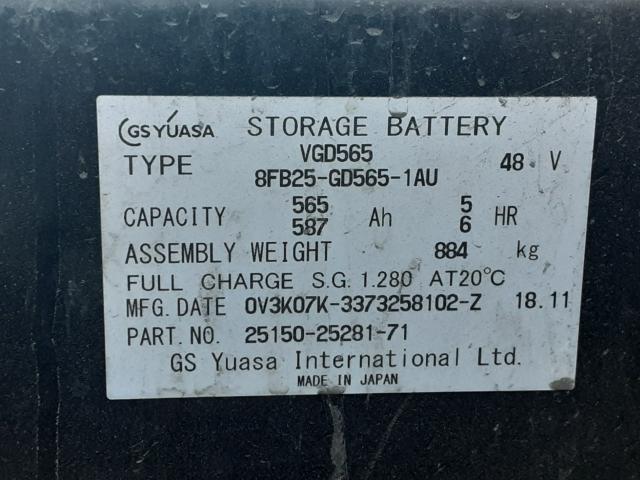 GS YUASA STORAGE BATTERY
TYPE VGD565 48 V
8FB25-GD565-1AU
CAPACITY 565 Ah 5 HR
587 6
ASSEMBLY WEIGHT 884 kg
FULL CHARGE S.G. 1.280 AT20℃
MFG. DATE 0V3K07K-3373258102-Z 18.11
PART. NO. 25150-25281-71
GS Yuasa International Ltd.
MADE IN JAPAN